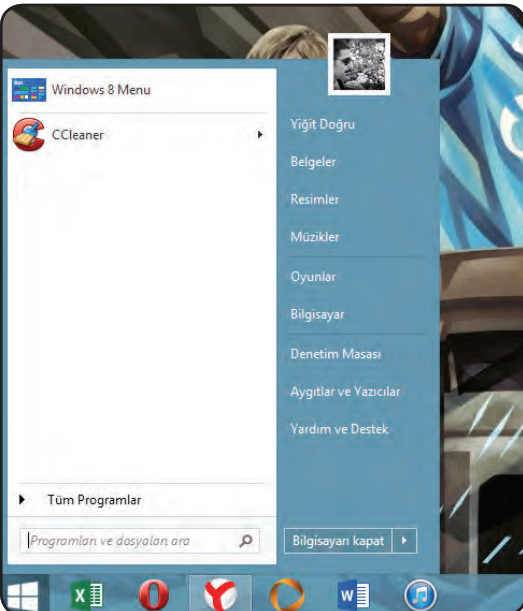 Windows 8 Menu
CCleaner
Tüm Programlar
Programları ve dosyaları ara
Yiğit Doğru
Belgeler
Resimler
Müzikler
Oyunlar
Bilgisayar
Denetim Masası
Aygıtlar ve Yazıcılar
Yardım ve Destek
Bilgisayarı kapat